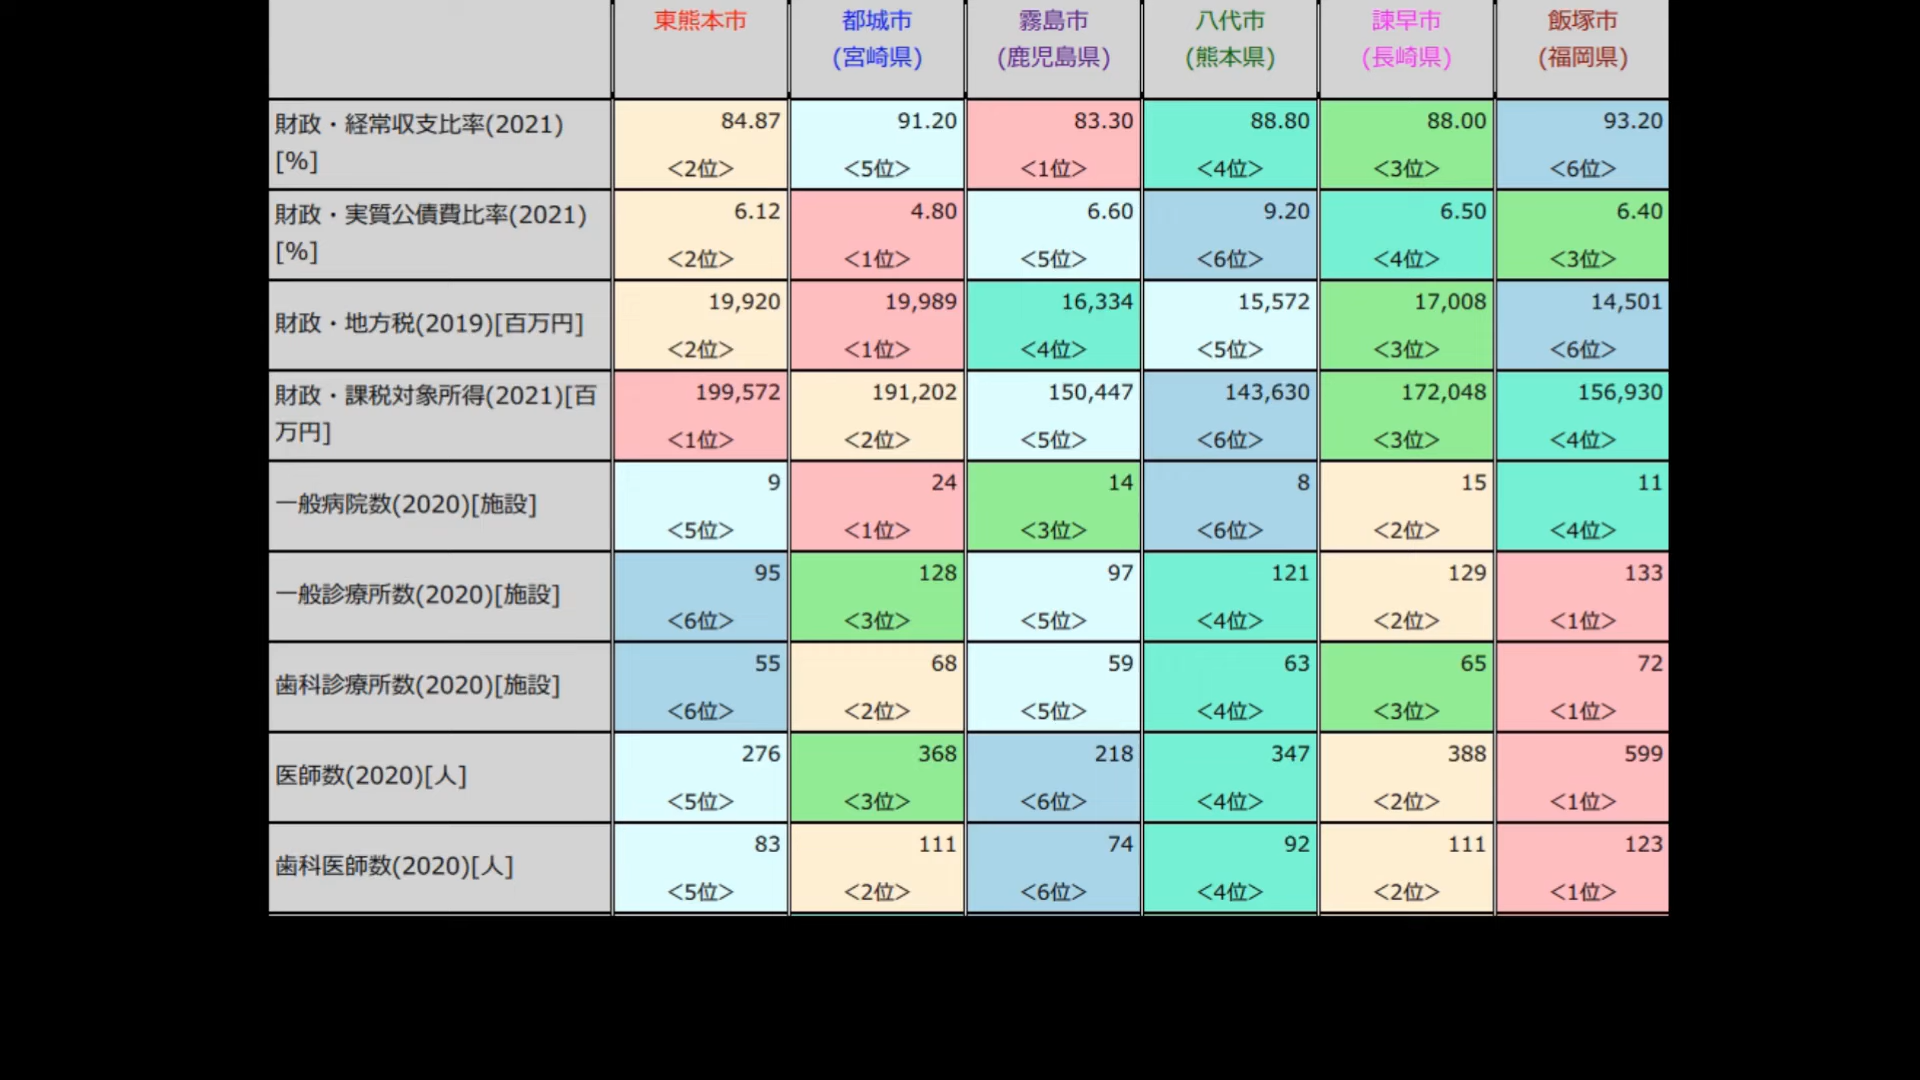 東熊本市 都城市 霧島市 八代市 諫早市 飯塚市
(宮崎県) (鹿児島県) (熊本県) (長崎県) (福岡県)
財政・経常収支比率(2021) 84.87 91.20 83.30 88.80 88.00 93.20
[%] <2位> <5位> <1位> <4位> <3位> <6位>
財政・実質公債費比率(2021) 6.12 4.80 6.60 9.20 6.50 6.40
[%] <2位> <1位> <5位> <6位> <4位> <3位>
財政・地方税(2019)[百万円] 19,920 19,989 16,334 15,572 17,008 14,501
<2位> <1位> <4位> <5位> <3位> <6位>
財政・課税対象所得(2021)[百 199,572 191,202 150,447 143,630 172,048 156,930
万円] <1位> <2位> <5位> <6位> <3位> <4位>
一般病院数(2020)[施設] 9 24 14 8 15 11
<5位> <1位> <3位> <6位> <2位> <4位>
一般診療所数(2020)[施設] 95 128 97 121 129 133
<6位> <3位> <5位> <4位> <2位> <1位>
歯科診療所数(2020)[施設] 55 68 59 63 65 72
<6位> <2位> <5位> <4位> <3位> <1位>
医師数(2020)[人] 276 368 218 347 388 599
<5位> <3位> <6位> <4位> <2位> <1位>
歯科医師数(2020)[人] 83 111 74 92 111 123
<5位> <2位> <6位> <4位> <2位> <1位>